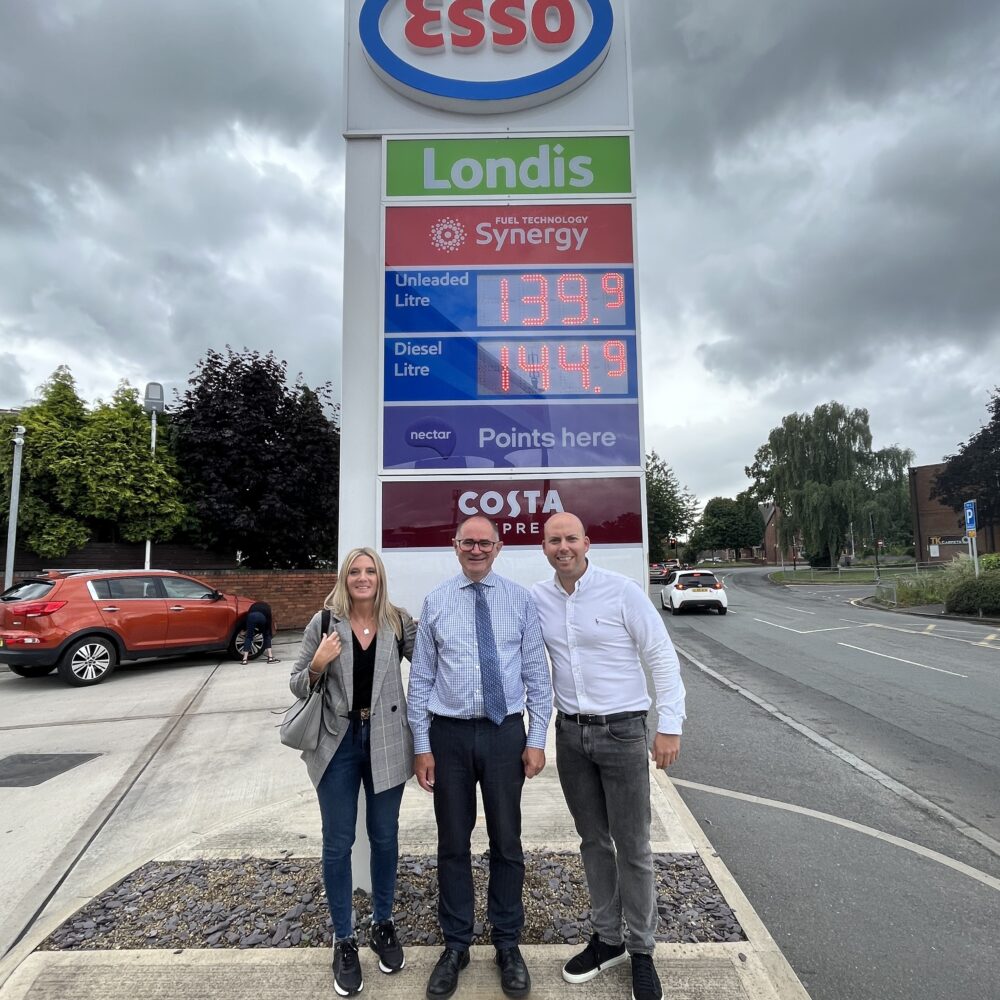 Esso
Londis
FUEL TECHNOLOGY
Synergy
Unleaded
Litre
139.9
Diesel
Litre
144.9
nectar
Points here
COSTA
P